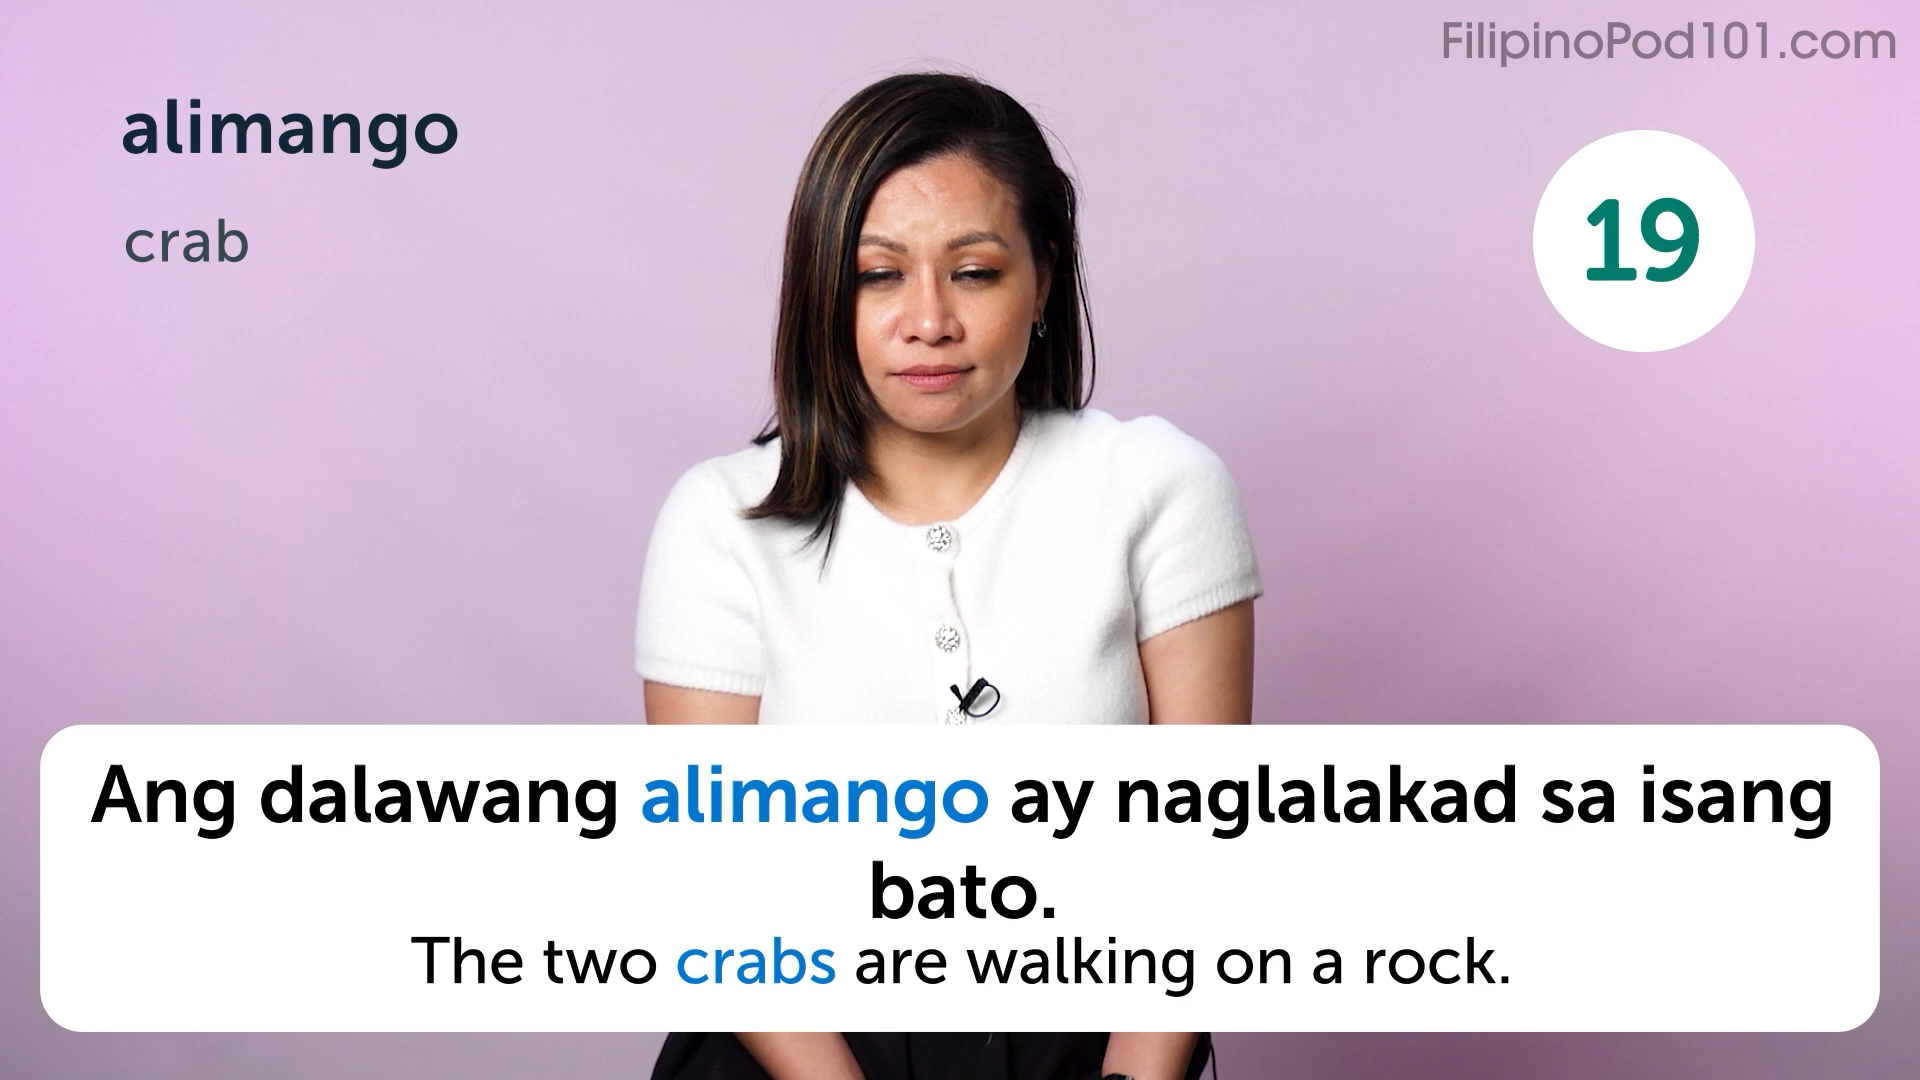 FilipinoPod101.com
alimango
crab
19
Ang dalawang alimango ay naglalakad sa isang
bato.
The two crabs are walking on a rock.